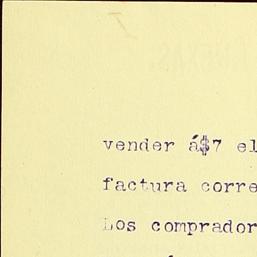 vender á$7 el
factura corre
Los comprador